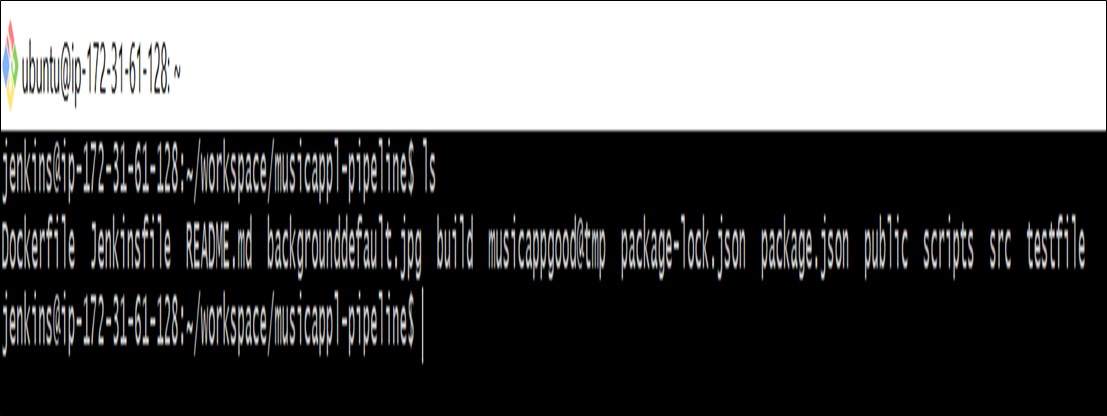 ubuntu@ip-172-31-61-128: ~
jenkins@ip-172-31-61-128:~/workspace/musicappl-pipeline$ ls
Dockerfile Jenkinsfile README.md backgrounddefault.jpg build musicappgood@tmp package-lock.json package.json public scripts src testfile
jenkins@ip-172-31-61-128:~/workspace/musicappl-pipeline$